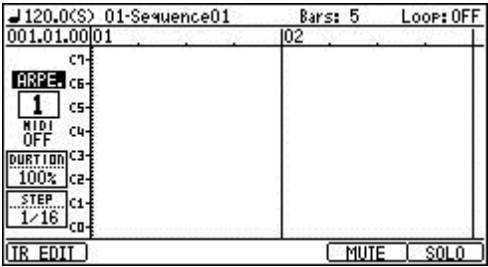 ♩120.0(S) 01-Sequence01 Bars: 5 Loop:OFF
001.01.00 01 02
C7
ARPE. C6
1 C5
MIDI C4
OFF
DURTION C3
100% C2
STEP C1
1/16 C0
TR EDIT MUTE SOLO